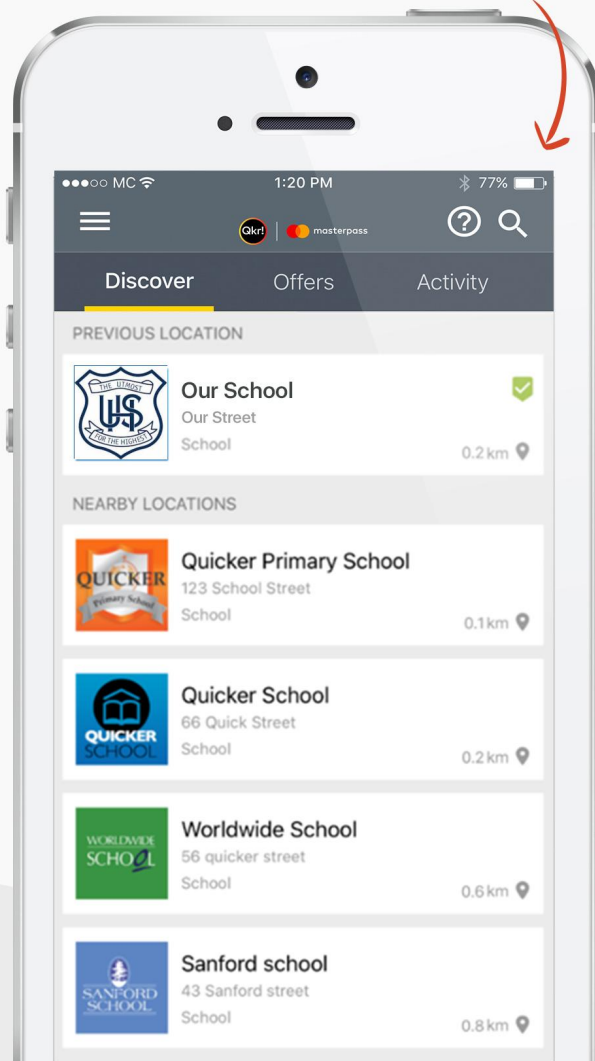 MC
1:20 PM
77%
Qkr!
masterpass
Discover
Offers
Activity
PREVIOUS LOCATION
THE UTMOST
UHS
FOR THE HIGHEST
Our School
Our Street
School
0.2 km
NEARBY LOCATIONS
QUICKER
Primary School
Quicker Primary School
123 School Street
School
0.1 km
QUICKER
SCHOOL
Quicker School
66 Quick Street
School
0.2 km
WORLDWIDE
SCHOOL
Worldwide School
56 quicker street
School
0.6 km
SANFORD
SCHOOL
Sanford school
43 Sanford street
School
0.8 km